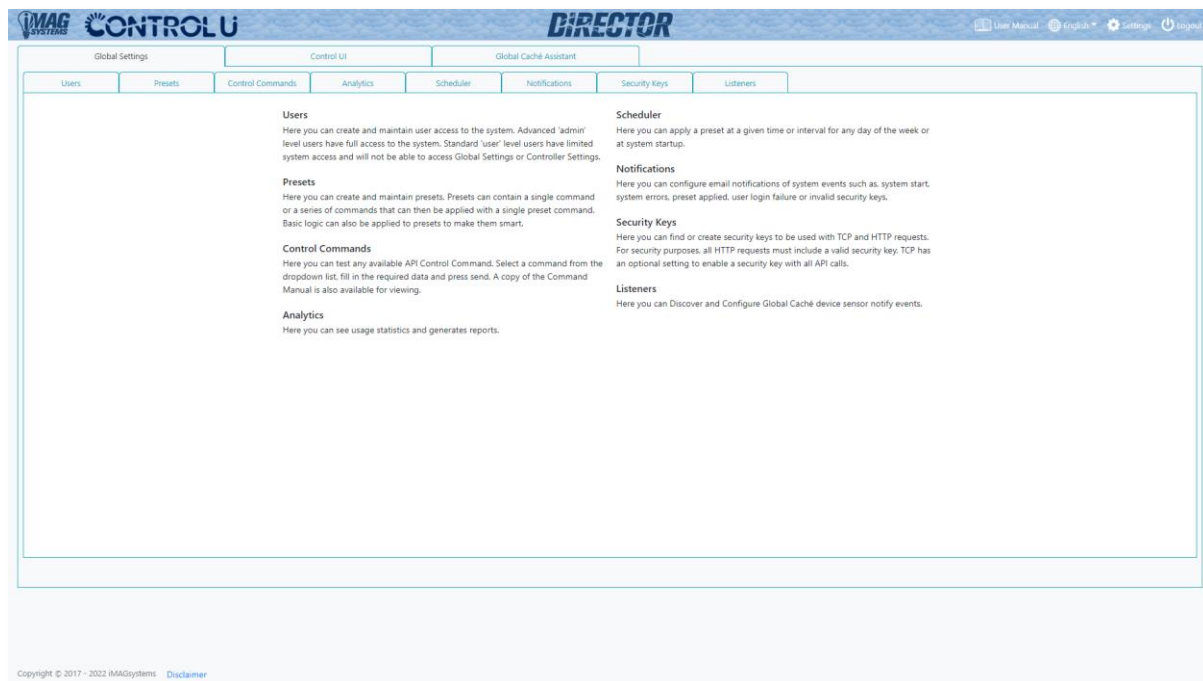 iMAG SYSTEMS CONTROL U DiRECTOR User Manual English Settings Logout
Global Settings Control UI Global Caché Assistant
Users Presets Control Commands Analytics Scheduler Notifications Security Keys Listeners
Users
Here you can create and maintain user access to the system. Advanced 'admin'
level users have full access to the system. Standard 'user' level users have limited
system access and will not be able to access Global Settings or Controller Settings.
Presets
Here you can create and maintain presets. Presets can contain a single command
or a series of commands that can then be applied with a single preset command.
Basic logic can also be applied to presets to make them smart.
Control Commands
Here you can test any available API Control Command. Select a command from the
dropdown list, fill in the required data and press send. A copy of the Command
Manual is also available for viewing.
Analytics
Here you can see usage statistics and generates reports.
Scheduler
Here you can apply a preset at a given time or interval for any day of the week or
at system startup.
Notifications
Here you can configure email notifications of system events such as, system start,
system errors, preset applied, user login failure or invalid security keys.
Security Keys
Here you can find or create security keys to be used with TCP and HTTP requests.
For security purposes, all HTTP requests must include a valid security key. TCP has
an optional setting to enable a security key with all API calls.
Listeners
Here you can Discover and Configure Global Caché device sensor notify events.
Copyright © 2017 - 2022 iMAGsystems Disclaimer